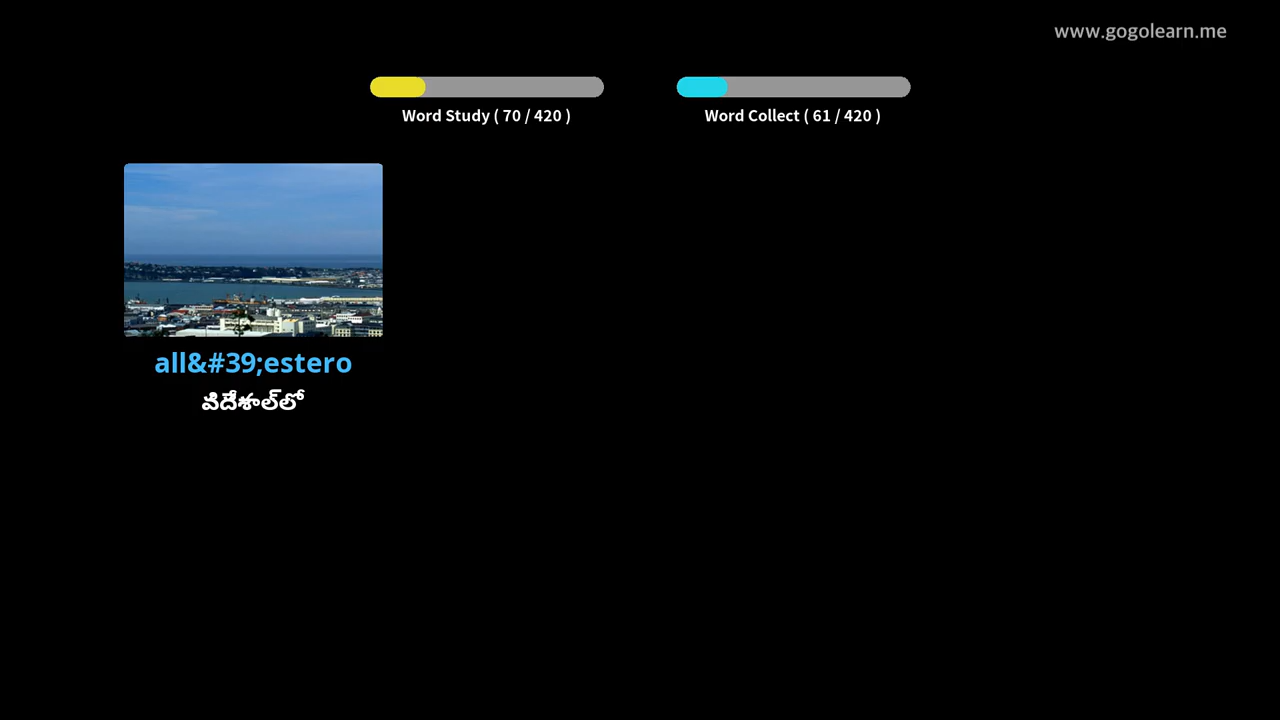 www.gogolearn.me
Word Study ( 70 / 420 )
Word Collect ( 61 / 420 )
all&#39;estero
విదేశాల్లో